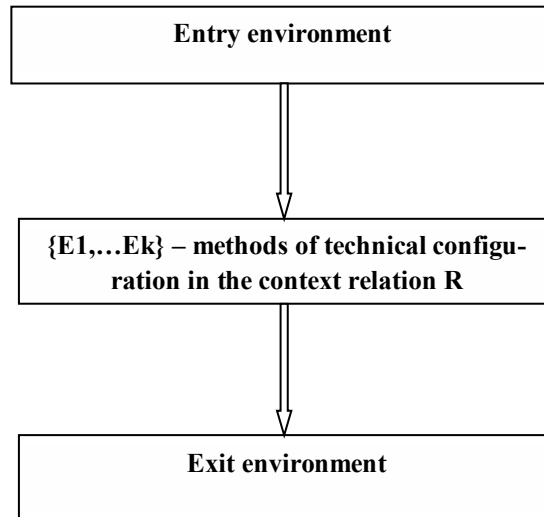 Entry environment
{E1,…Ek} – methods of technical configu-
ration in the context relation R
Exit environment